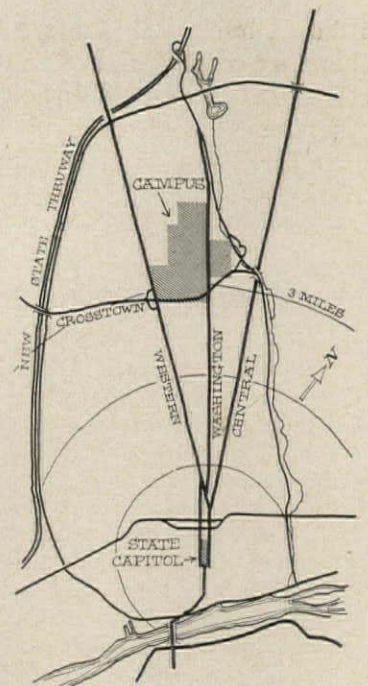 CAMPUS
NEW STATE THRUWAY
CROSSTOWN
3 MILES
WESTERN
WASHINGTON
CENTRAL
N
STATE
CAPITOL